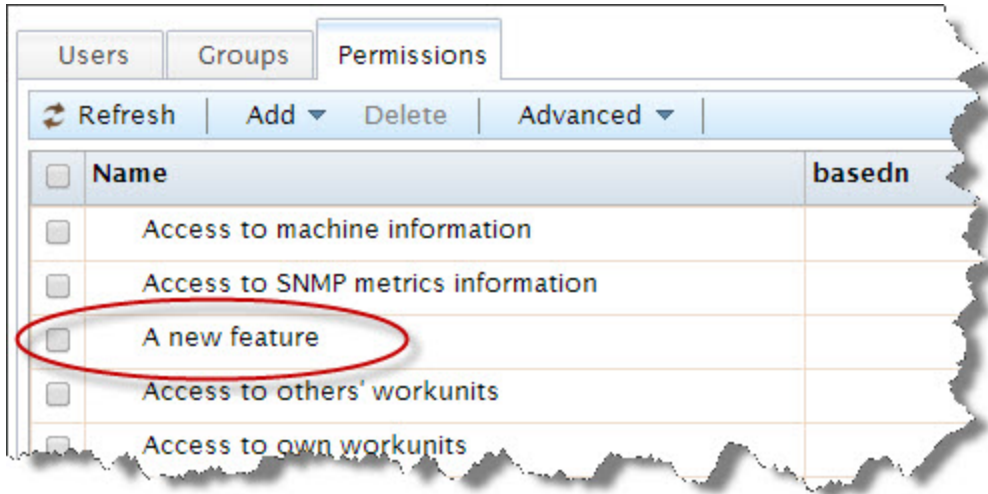 Users Groups Permissions
Refresh Add Delete Advanced
Name basedn
Access to machine information
Access to SNMP metrics information
A new feature
Access to others' workunits
Access to own workunits